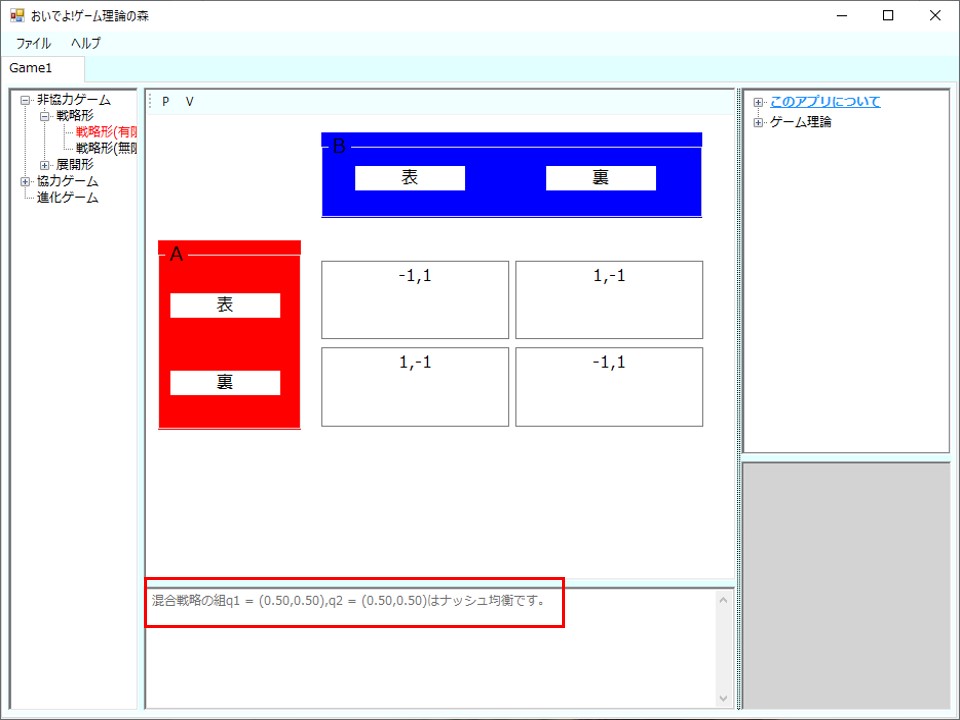 おいでよ!ゲーム理論の森
ファイル ヘルプ
Game1
非協力ゲーム
戦略形
戦略形(有限
戦略形(無限
展開形
協力ゲーム
進化ゲーム
P V
B
表 裏
A
表
裏
-1,1 1,-1
1,-1 -1,1
混合戦略の組q1 = (0.50,0.50),q2 = (0.50,0.50)はナッシュ均衡です。
このアプリについて
ゲーム理論